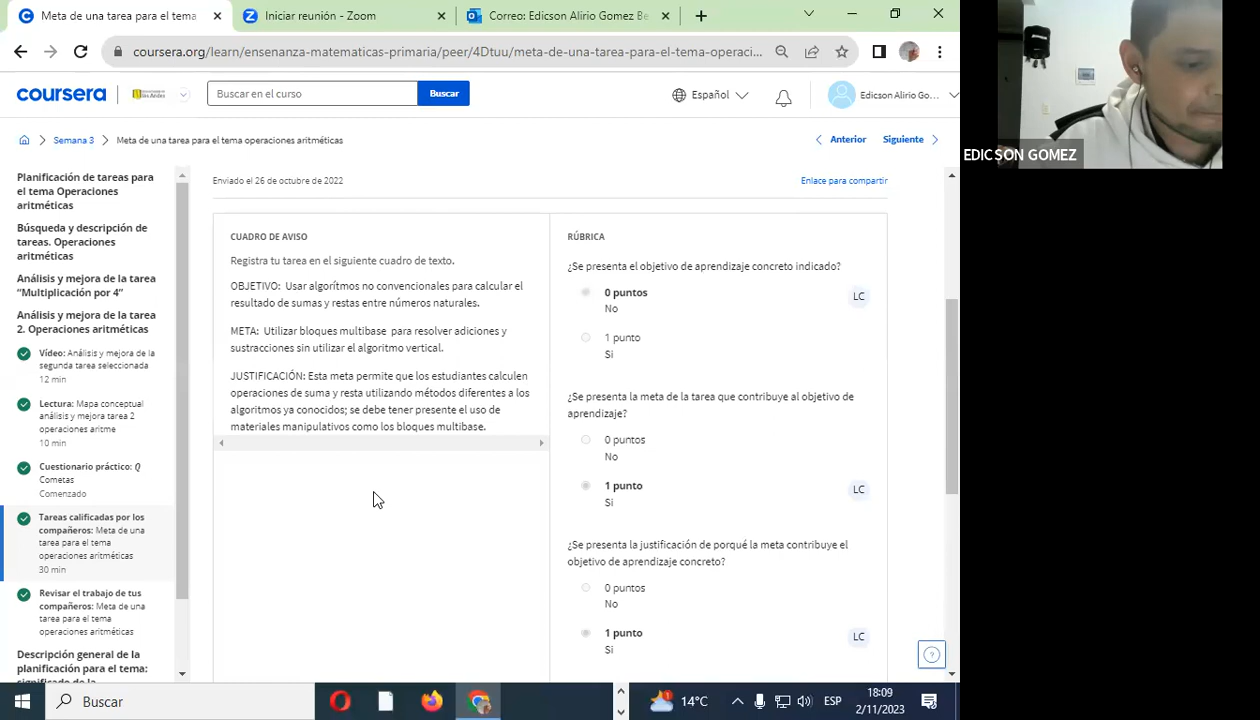 Meta de una tarea para el tema
Iniciar reunión - Zoom
Correo: Edicson Alirio Gomez Be
coursera.org/learn/ensenanza-matematicas-primaria/peer/4Dtuu/meta-de-una-tarea-para-el-tema-operaci...
coursera
Buscar en el curso
Buscar
Español
Edicson Alirio Go...
EDICSON GOMEZ
Semana 3
Meta de una tarea para el tema operaciones aritméticas
Anterior
Siguiente
Planificación de tareas para
el tema Operaciones
aritméticas
Búsqueda y descripción de
tareas. Operaciones
aritméticas
Análisis y mejora de la tarea
“Multiplicación por 4”
Análisis y mejora de la tarea
2. Operaciones aritméticas
Vídeo: Análisis y mejora de la
segunda tarea seleccionada
12 min
Lectura: Mapa conceptual
análisis y mejora tarea 2
operaciones aritme
10 min
Cuestionario práctico: Q
Cometas
Comenzado
Tareas calificadas por los
compañeros: Meta de una
tarea para el tema
operaciones aritméticas
30 min
Revisar el trabajo de tus
compañeros: Meta de una
tarea para el tema
operaciones aritméticas
Descripción general de la
planificación para el tema:
significado de la
Enviado el 26 de octubre de 2022
Enlace para compartir
CUADRO DE AVISO
Registra tu tarea en el siguiente cuadro de texto.
OBJETIVO: Usar algorítmos no convencionales para calcular el
resultado de sumas y restas entre números naturales.
META: Utilizar bloques multibase para resolver adiciones y
sustracciones sin utilizar el algoritmo vertical.
JUSTIFICACIÓN: Esta meta permite que los estudiantes calculen
operaciones de suma y resta utilizando métodos diferentes a los
algoritmos ya conocidos; se debe tener presente el uso de
materiales manipulativos como los bloques multibase.
RÚBRICA
¿Se presenta el objetivo de aprendizaje concreto indicado?
0 puntos
No
LC
1 punto
Si
¿Se presenta la meta de la tarea que contribuye al objetivo de
aprendizaje?
0 puntos
No
1 punto
Si
LC
¿Se presenta la justificación de porqué la meta contribuye el
objetivo de aprendizaje concreto?
0 puntos
No
1 punto
Si
LC
Buscar
14°C
ESP
18:09
2/11/2023